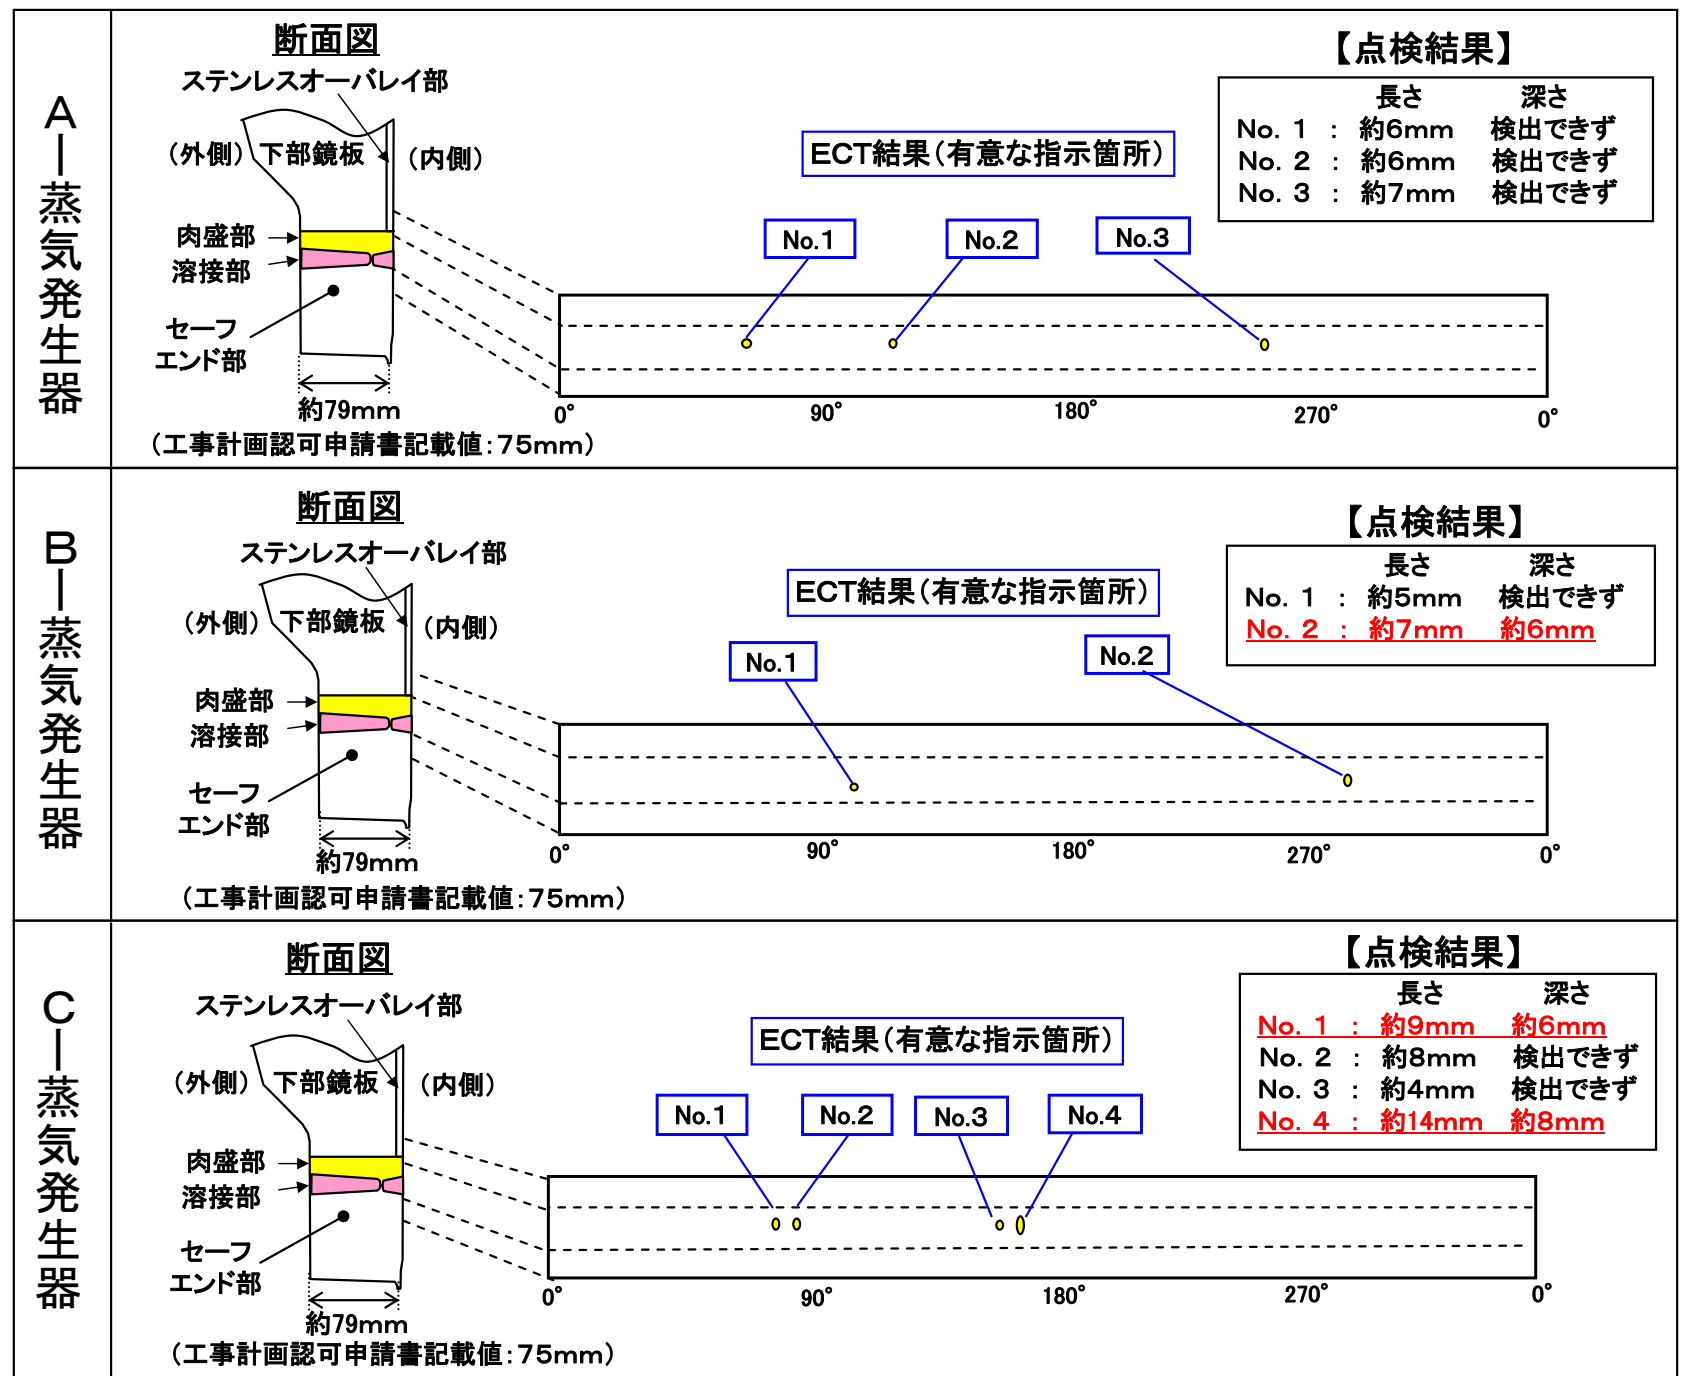 A―蒸気発生器
断面図
ステンレスオーバレイ部
(外側)
下部鏡板
(内側)
肉盛部
溶接部
セーフ
エンド部
約79mm
(工事計画認可申請書記載値:75mm)
ECT結果(有意な指示箇所)
No.1
No.2
No.3
0°
90°
180°
270°
0°
【点検結果】
長さ 深さ
No. 1 : 約6mm 検出できず
No. 2 : 約6mm 検出できず
No. 3 : 約7mm 検出できず
B―蒸気発生器
断面図
ステンレスオーバレイ部
(外側)
下部鏡板
(内側)
肉盛部
溶接部
セーフ
エンド部
約79mm
(工事計画認可申請書記載値:75mm)
ECT結果(有意な指示箇所)
No.1
No.2
0°
90°
180°
270°
0°
【点検結果】
長さ 深さ
No. 1 : 約5mm 検出できず
No. 2 : 約7mm 約6mm
C―蒸気発生器
断面図
ステンレスオーバレイ部
(外側)
下部鏡板
(内側)
肉盛部
溶接部
セーフ
エンド部
約79mm
(工事計画認可申請書記載値:75mm)
ECT結果(有意な指示箇所)
No.1
No.2
No.3
No.4
0°
90°
180°
270°
0°
【点検結果】
長さ 深さ
No. 1 : 約9mm 約6mm
No. 2 : 約8mm 検出できず
No. 3 : 約4mm 検出できず
No. 4 : 約14mm 約8mm